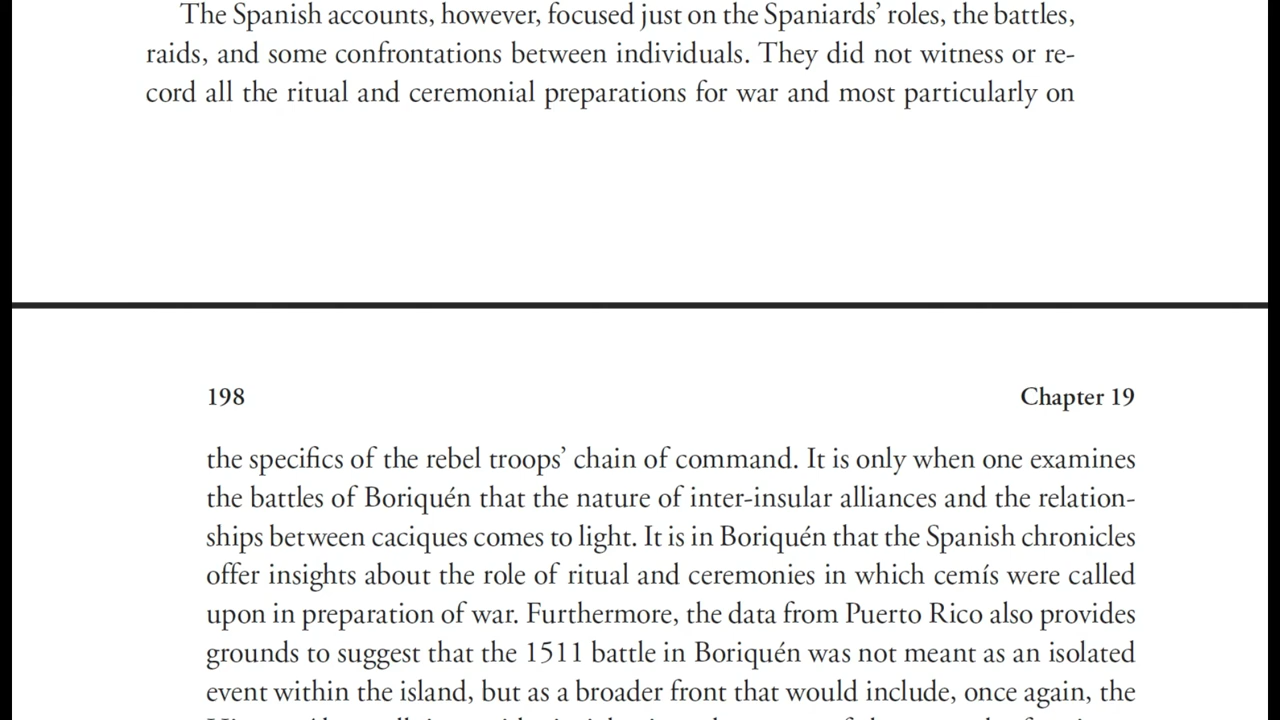 The Spanish accounts, however, focused just on the Spaniards’ roles, the battles,
raids, and some confrontations between individuals. They did not witness or re-
cord all the ritual and ceremonial preparations for war and most particularly on
198 Chapter 19
the specifics of the rebel troops’ chain of command. It is only when one examines
the battles of Boriquén that the nature of inter-insular alliances and the relation-
ships between caciques comes to light. It is in Boriquén that the Spanish chronicles
offer insights about the role of ritual and ceremonies in which cemís were called
upon in preparation of war. Furthermore, the data from Puerto Rico also provides
grounds to suggest that the 1511 battle in Boriquén was not meant as an isolated
event within the island, but as a broader front that would include, once again, the